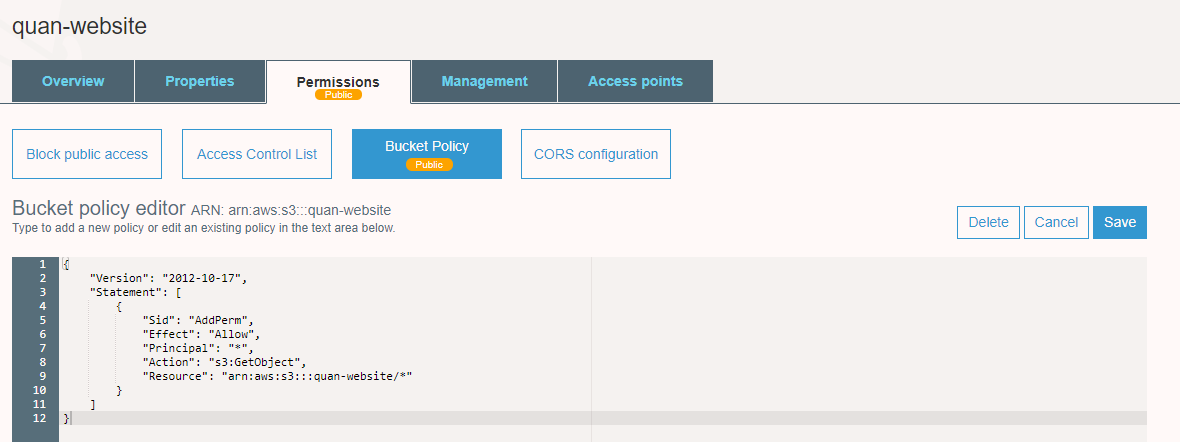 quan-website
Overview Properties Permissions Management Access points
Public
Block public access Access Control List Bucket Policy CORS configuration
Public
Bucket policy editor ARN: arn:aws:s3:::quan-website
Type to add a new policy or edit an existing policy in the text area below.
Delete Cancel Save
1 {
2 "Version": "2012-10-17",
3 "Statement": [
4 {
5 "Sid": "AddPerm",
6 "Effect": "Allow",
7 "Principal": "*",
8 "Action": "s3:GetObject",
9 "Resource": "arn:aws:s3:::quan-website/*"
10 }
11 ]
12 }